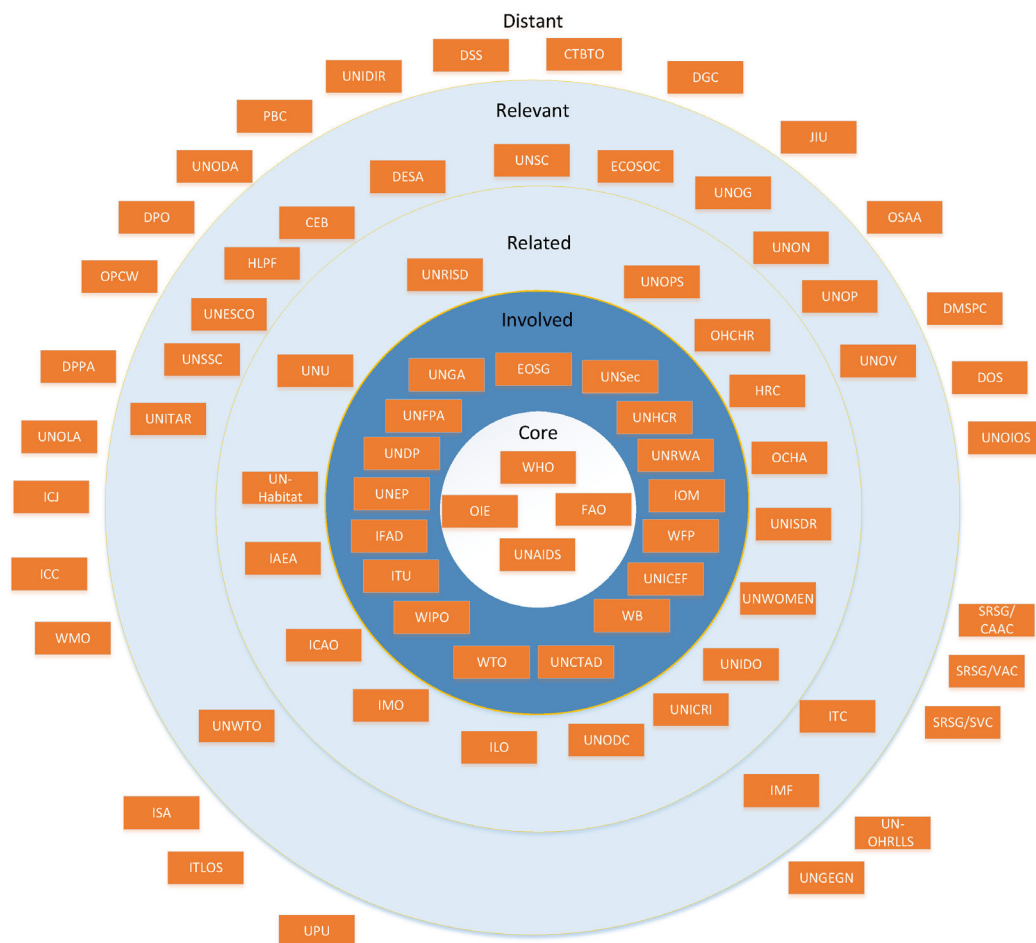 Distant
DSS
CTBTO
UNIDIR
DGC
PBC
Relevant
JIU
UNODA
DESA
UNSC
ECOSOC
UNOG
DPO
CEB
OSAA
OPCW
HLPF
Related
UNON
UNRISD
UNOPS
UNOP
UNESCO
DMSPC
Involved
OHCHR
DPPA
UNSSC
UNU
UNGA
EOSG
UNSec
UNOV
DOS
HRC
UNITAR
UNFPA
UNHCR
UNOLA
Core
UNOIOS
UNDP
WHO
UNRWA
OCHA
UN-
Habitat
ICJ
UNEP
OIE
FAO
IOM
UNISDR
IAEA
IFAD
WFP
UNAIDS
ICC
ITU
UNICEF
UNWOMEN
WMO
WIPO
WB
SRSG/
CAAC
ICAO
WTO
UNCTAD
UNIDO
SRSG/VAC
IMO
UNICRI
UNWTO
ITC
SRSG/SVC
ILO
UNODC
IMF
ISA
UN-
OHRLLS
ITLOS
UNGEGN
UPU